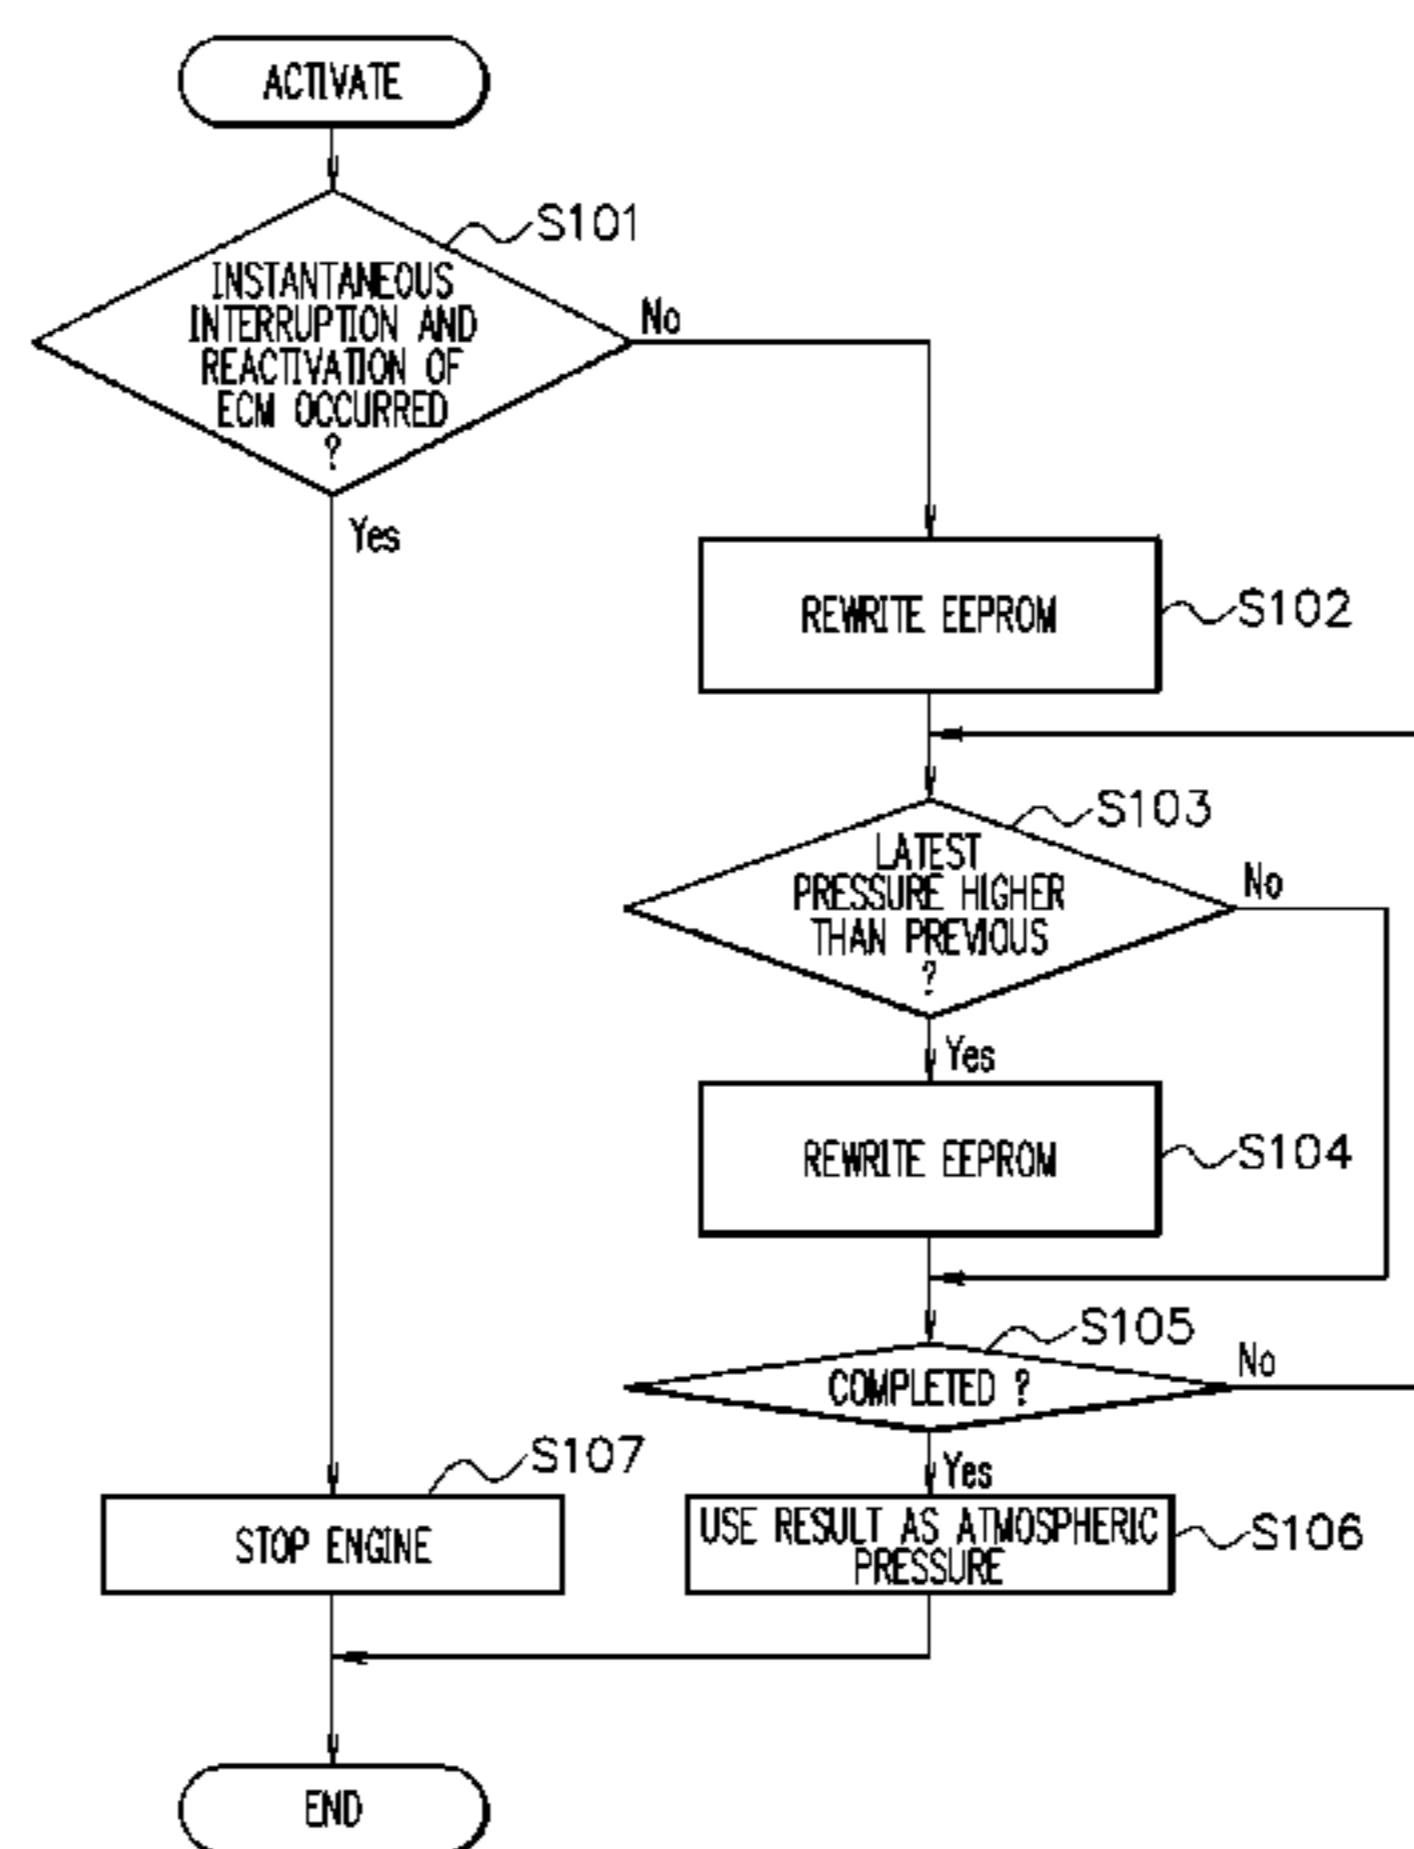 ACTIVATE
S101
INSTANTANEOUS
INTERRUPTION AND
REACTIVATION OF
ECM OCCURRED
?
No
Yes
REWRITE EEPROM
S102
S103
LATEST
PRESSURE HIGHER
THAN PREVIOUS
?
No
Yes
REWRITE EEPROM
S104
S105
COMPLETED ?
No
Yes
S107
STOP ENGINE
USE RESULT AS ATMOSPHERIC
PRESSURE
S106
END